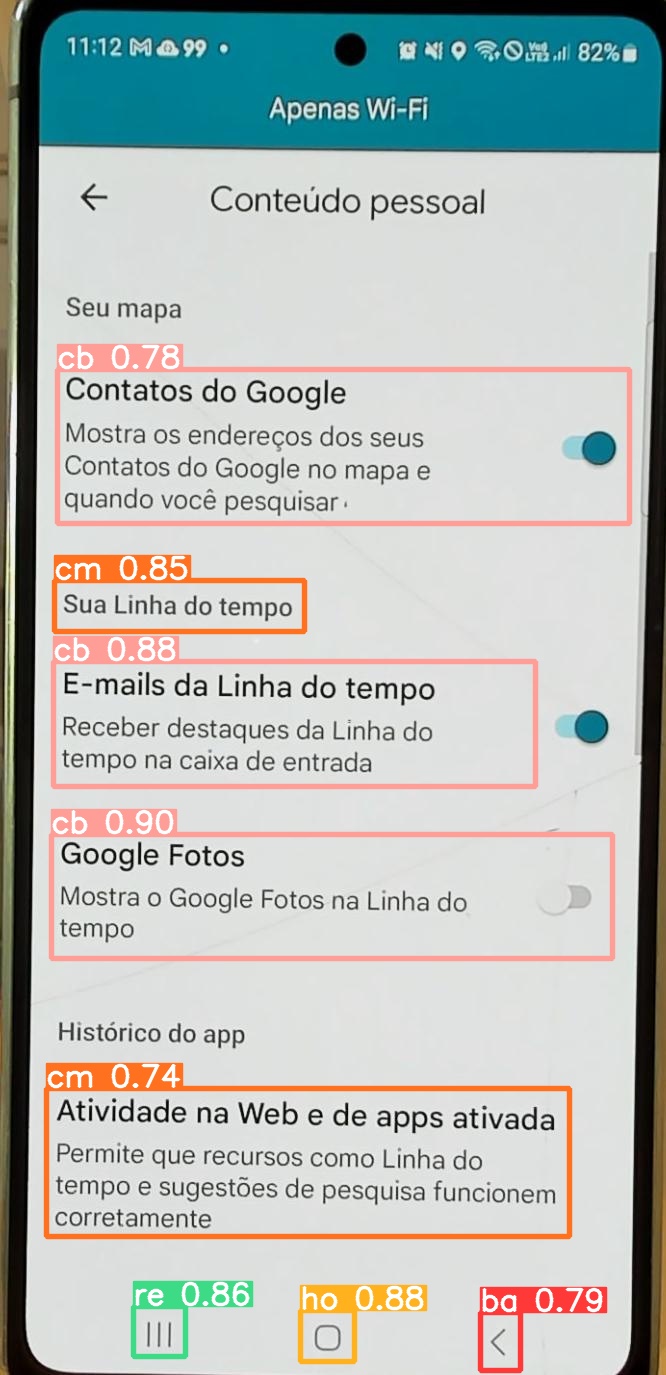 11:12 99
82%
Apenas Wi-Fi
Conteúdo pessoal
Seu mapa
cb 0.78
Contatos do Google
Mostra os endereços dos seus
Contatos do Google no mapa e
quando você pesquisar
cm 0.85
Sua Linha do tempo
cb 0.88
E-mails da Linha do tempo
Receber destaques da Linha do
tempo na caixa de entrada
cb 0.90
Google Fotos
Mostra o Google Fotos na Linha do
tempo
Histórico do app
cm 0.74
Atividade na Web e de apps ativada
Permite que recursos como Linha do
tempo e sugestões de pesquisa funcionem
corretamente
re 0.86 ho 0.88 ba 0.79